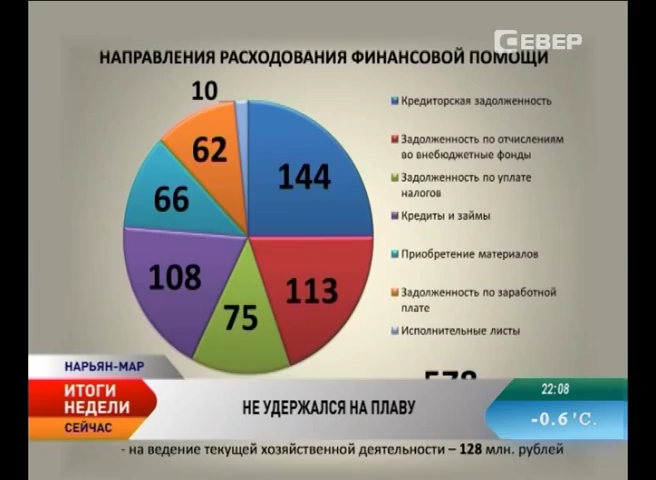 СЕВЕР
НАПРАВЛЕНИЯ РАСХОДОВАНИЯ ФИНАНСОВОЙ ПОМОЩИ
10
62
144
66
108
75
113
Кредиторская задолженность
Задолженность по отчислениям
во внебюджетные фонды
Задолженность по уплате
налогов
Кредиты и займы
Приобретение материалов
Задолженность по заработной
плате
Исполнительные листы
НАРЬЯН-МАР
ИТОГИ
НЕДЕЛИ
СЕЙЧАС
НЕ УДЕРЖАЛСЯ НА ПЛАВУ
22:08
-0.6°C.
- на ведение текущей хозяйственной деятельности – 128 млн. рублей